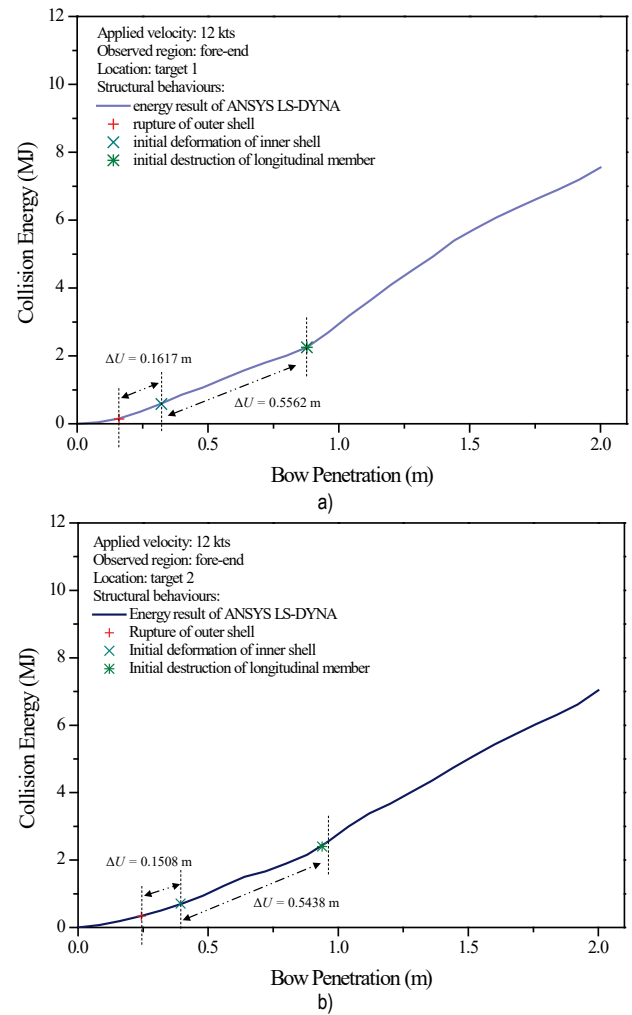 12
10
8
6
4
2
0
Collision Energy (MJ)
Applied velocity: 12 kts
Observed region: fore-end
Location: target 1
Structural behaviours:
energy result of ANSYS LS-DYNA
rupture of outer shell
initial deformation of inner shell
initial destruction of longitudinal member
ΔU = 0.1617 m
ΔU = 0.5562 m
0.0 0.5 1.0 1.5 2.0
Bow Penetration (m)
a)
12
10
8
6
4
2
0
Collision Energy (MJ)
Applied velocity: 12 kts
Observed region: fore-end
Location: target 2
Structural behaviours:
Energy result of ANSYS LS-DYNA
Rupture of outer shell
Initial deformation of inner shell
Initial destruction of longitudinal member
ΔU = 0.1508 m
ΔU = 0.5438 m
0.0 0.5 1.0 1.5 2.0
Bow Penetration (m)
b)